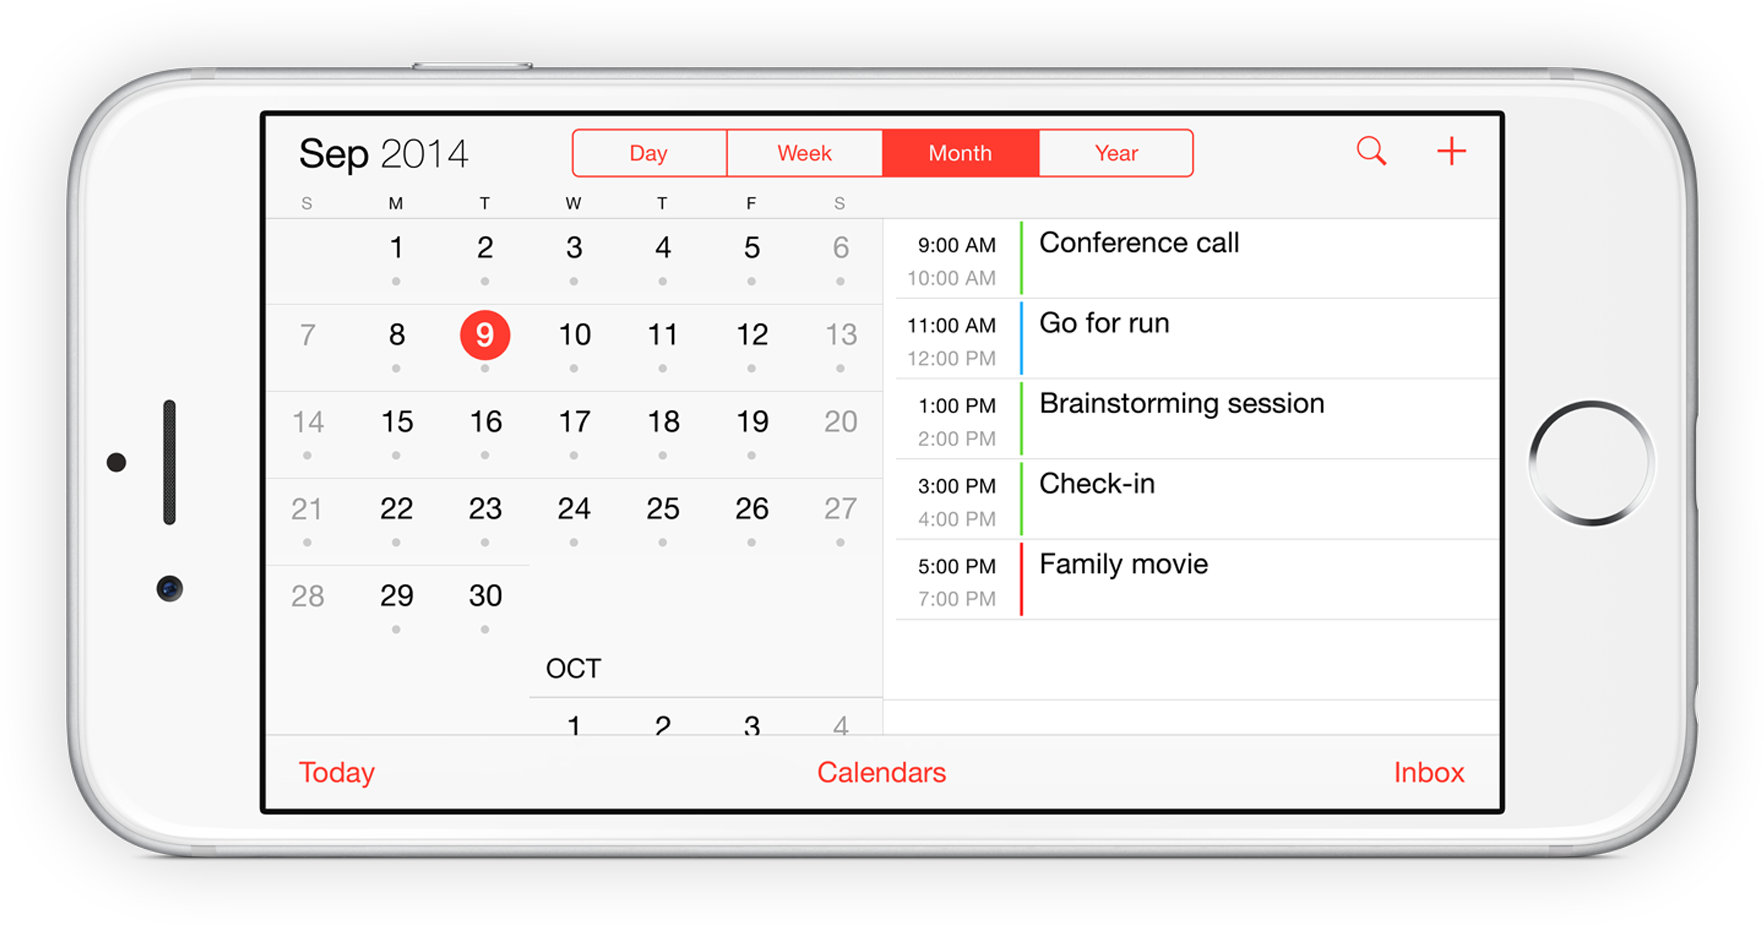 Sep 2014
Day Week Month Year
S M T W T F S
1 2 3 4 5 6
7 8 9 10 11 12 13
14 15 16 17 18 19 20
21 22 23 24 25 26 27
28 29 30
OCT
1 2 3 4
9:00 AM Conference call
10:00 AM
11:00 AM Go for run
12:00 PM
1:00 PM Brainstorming session
2:00 PM
3:00 PM Check-in
4:00 PM
5:00 PM Family movie
7:00 PM
Today Calendars Inbox